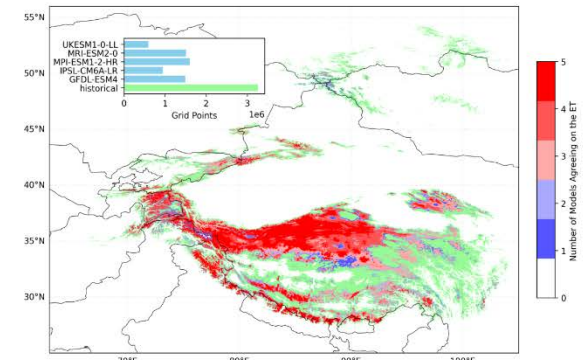 55°N
50°N
45°N
40°N
35°N
30°N
UKESM1-0-LL
MRI-ESM2-0
MPI-ESM1-2-HR
IPSL-CM6A-LR
GFDL-ESM4
historical
0 1 2 3
1e6
Grid Points
5
4
3
2
1
0
Number of Models Agreeing on the ET